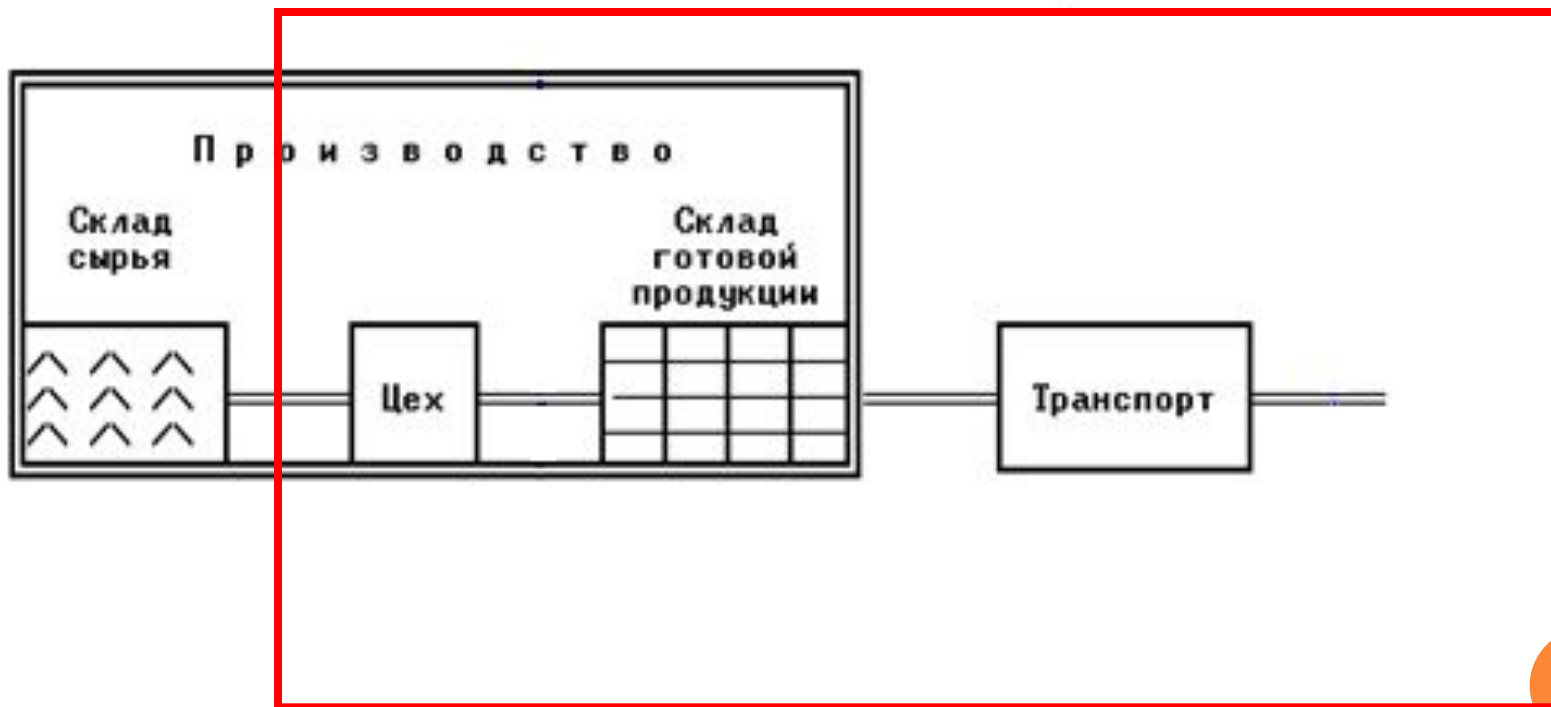 Производство
Склад
сырья
Склад
готовой
продукции
Цех
Транспорт